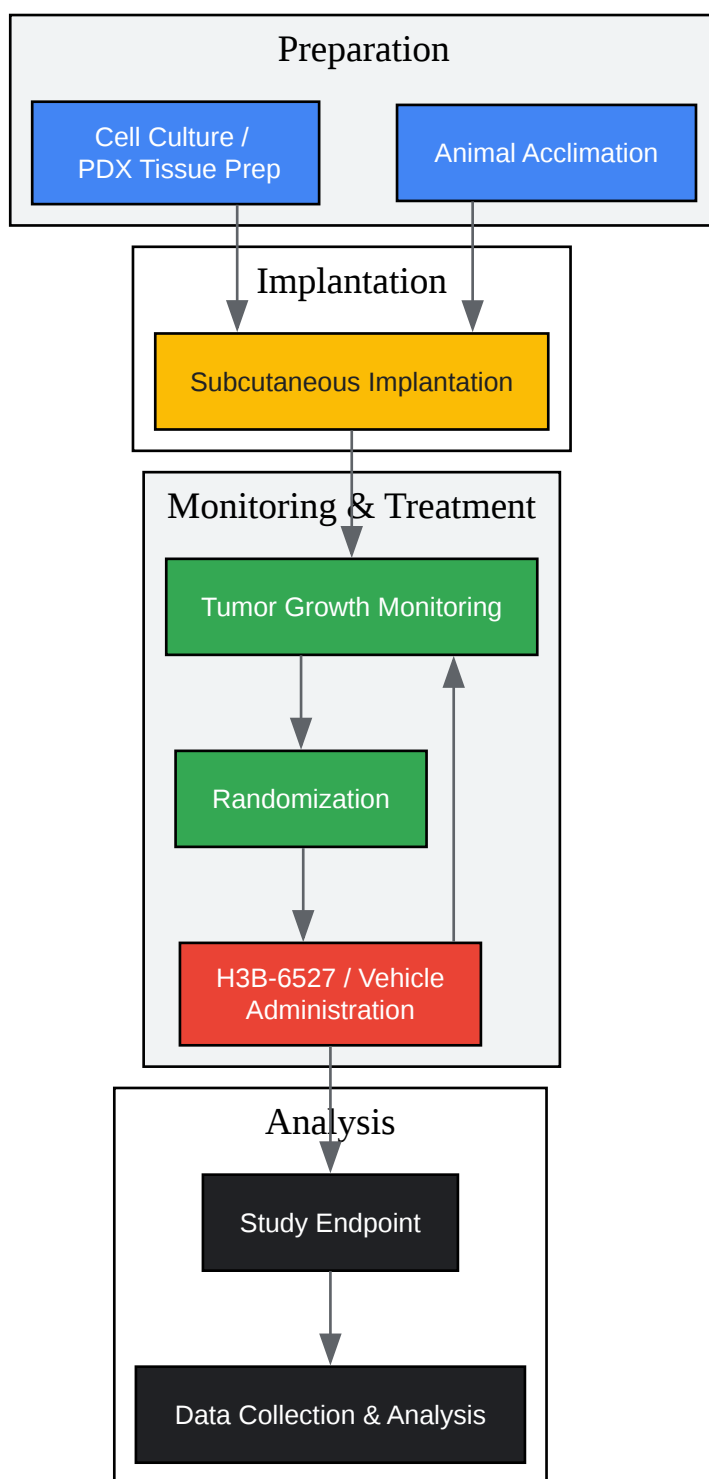 Preparation
Cell Culture /
PDX Tissue Prep
Animal Acclimation
Implantation
Subcutaneous Implantation
Monitoring & Treatment
Tumor Growth Monitoring
Randomization
H3B-6527 / Vehicle
Administration
Analysis
Study Endpoint
Data Collection & Analysis